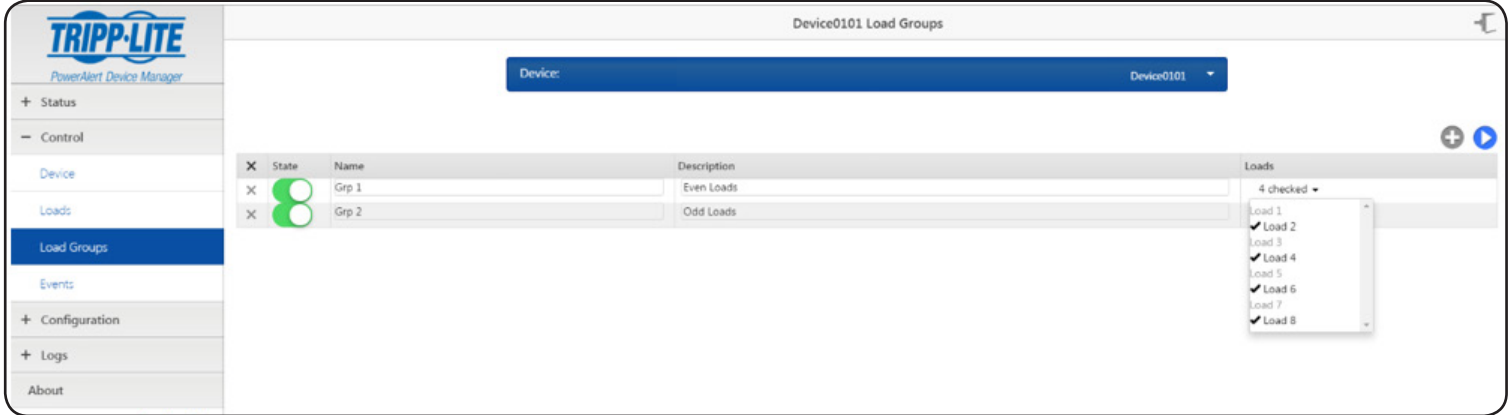 TRIPP·LITE
PowerAlert Device Manager
+ Status
− Control
Device
Loads
Load Groups
Events
+ Configuration
+ Logs
About
Device0101 Load Groups
Device: Device0101
State Name Description Loads
Grp 1 Even Loads 4 checked
Grp 2 Odd Loads
Load 1
Load 2
Load 3
Load 4
Load 5
Load 6
Load 7
Load 8